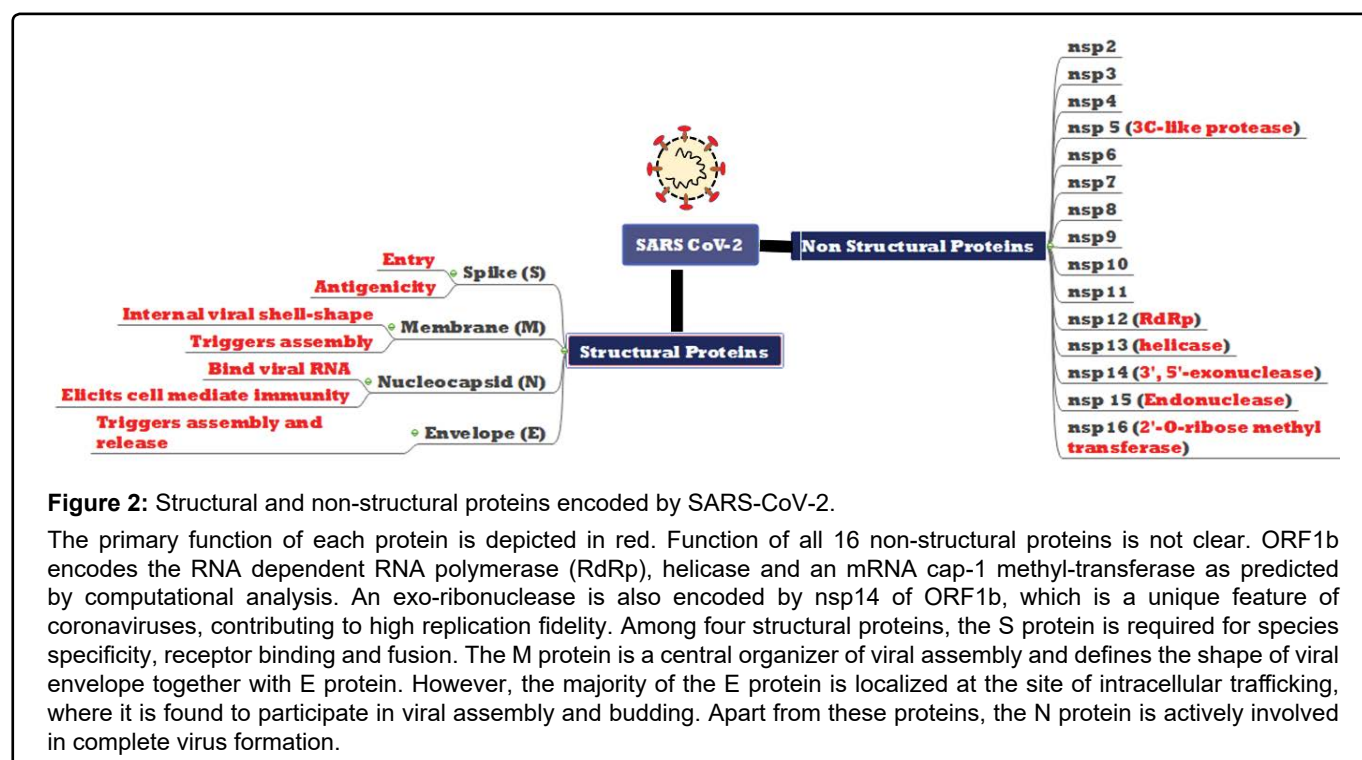 nsp2
nsp3
nsp4
nsp 5 (3C-like protease)
nsp6
nsp7
nsp8
nsp9
nsp10
nsp11
nsp12 (RdRp)
nsp13 (helicase)
nsp14 (3', 5'-exonuclease)
nsp 15 (Endonuclease)
nsp16 (2'-O-ribose methyl
transferase)
SARS CoV-2
Non Structural Proteins
Entry
Antigenicity
Spike (S)
Internal viral shell-shape
Triggers assembly
Membrane (M)
Bind viral RNA
Elicits cell mediate immunity
Nucleocapsid (N)
Triggers assembly and
release
Envelope (E)
Structural Proteins
Figure 2: Structural and non-structural proteins encoded by SARS-CoV-2.
The primary function of each protein is depicted in red. Function of all 16 non-structural proteins is not clear. ORF1b
encodes the RNA dependent RNA polymerase (RdRp), helicase and an mRNA cap-1 methyl-transferase as predicted
by computational analysis. An exo-ribonuclease is also encoded by nsp14 of ORF1b, which is a unique feature of
coronaviruses, contributing to high replication fidelity. Among four structural proteins, the S protein is required for species
specificity, receptor binding and fusion. The M protein is a central organizer of viral assembly and defines the shape of viral
envelope together with E protein. However, the majority of the E protein is localized at the site of intracellular trafficking,
where it is found to participate in viral assembly and budding. Apart from these proteins, the N protein is actively involved
in complete virus formation.